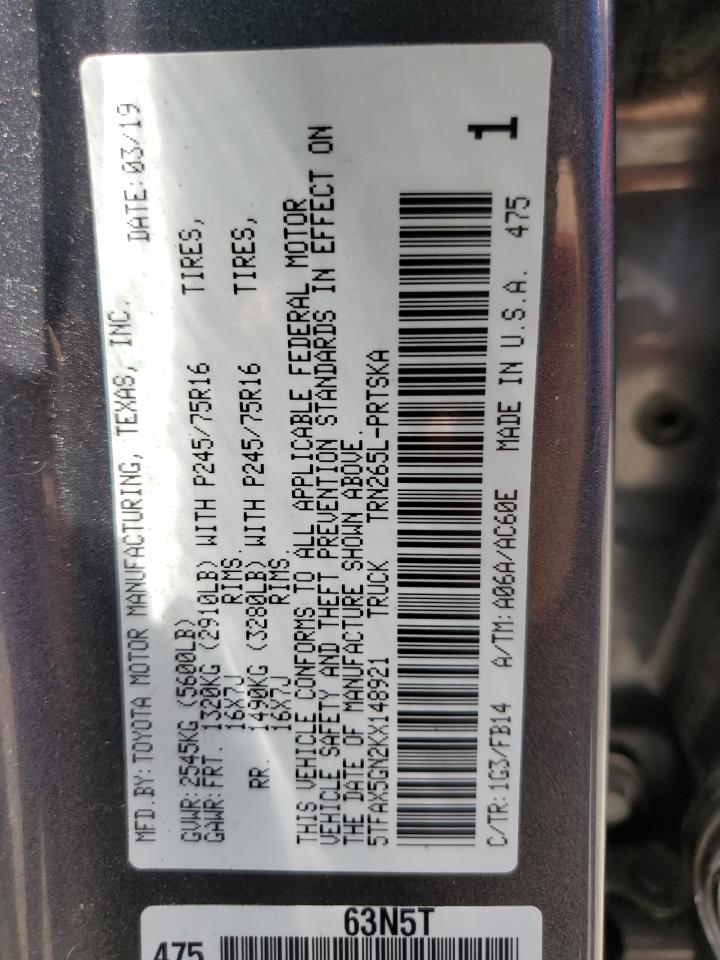 MFD.BY:TOYOTA MOTOR MANUFACTURING, TEXAS, INC. DATE:03/19
GVWR:2545KG (5600LB)
GAWR:FRT. 1320KG (2910LB) WITH P245/75R16 TIRES,
16X7J RIMS.
RR. 1490KG (3280LB) WITH P245/75R16 TIRES,
16X7J RIMS.
THIS VEHICLE CONFORMS TO ALL APPLICABLE FEDERAL MOTOR
VEHICLE SAFETY AND THEFT PREVENTION STANDARDS IN EFFECT ON
THE DATE OF MANUFACTURE SHOWN ABOVE.
5TFAX5GN2KX148921 TRUCK TRN265L-PRTSKA
1
C/TR:1G3/FB14 A/TM:A06A/AC60E MADE IN U.S.A. 475
63N5T
475